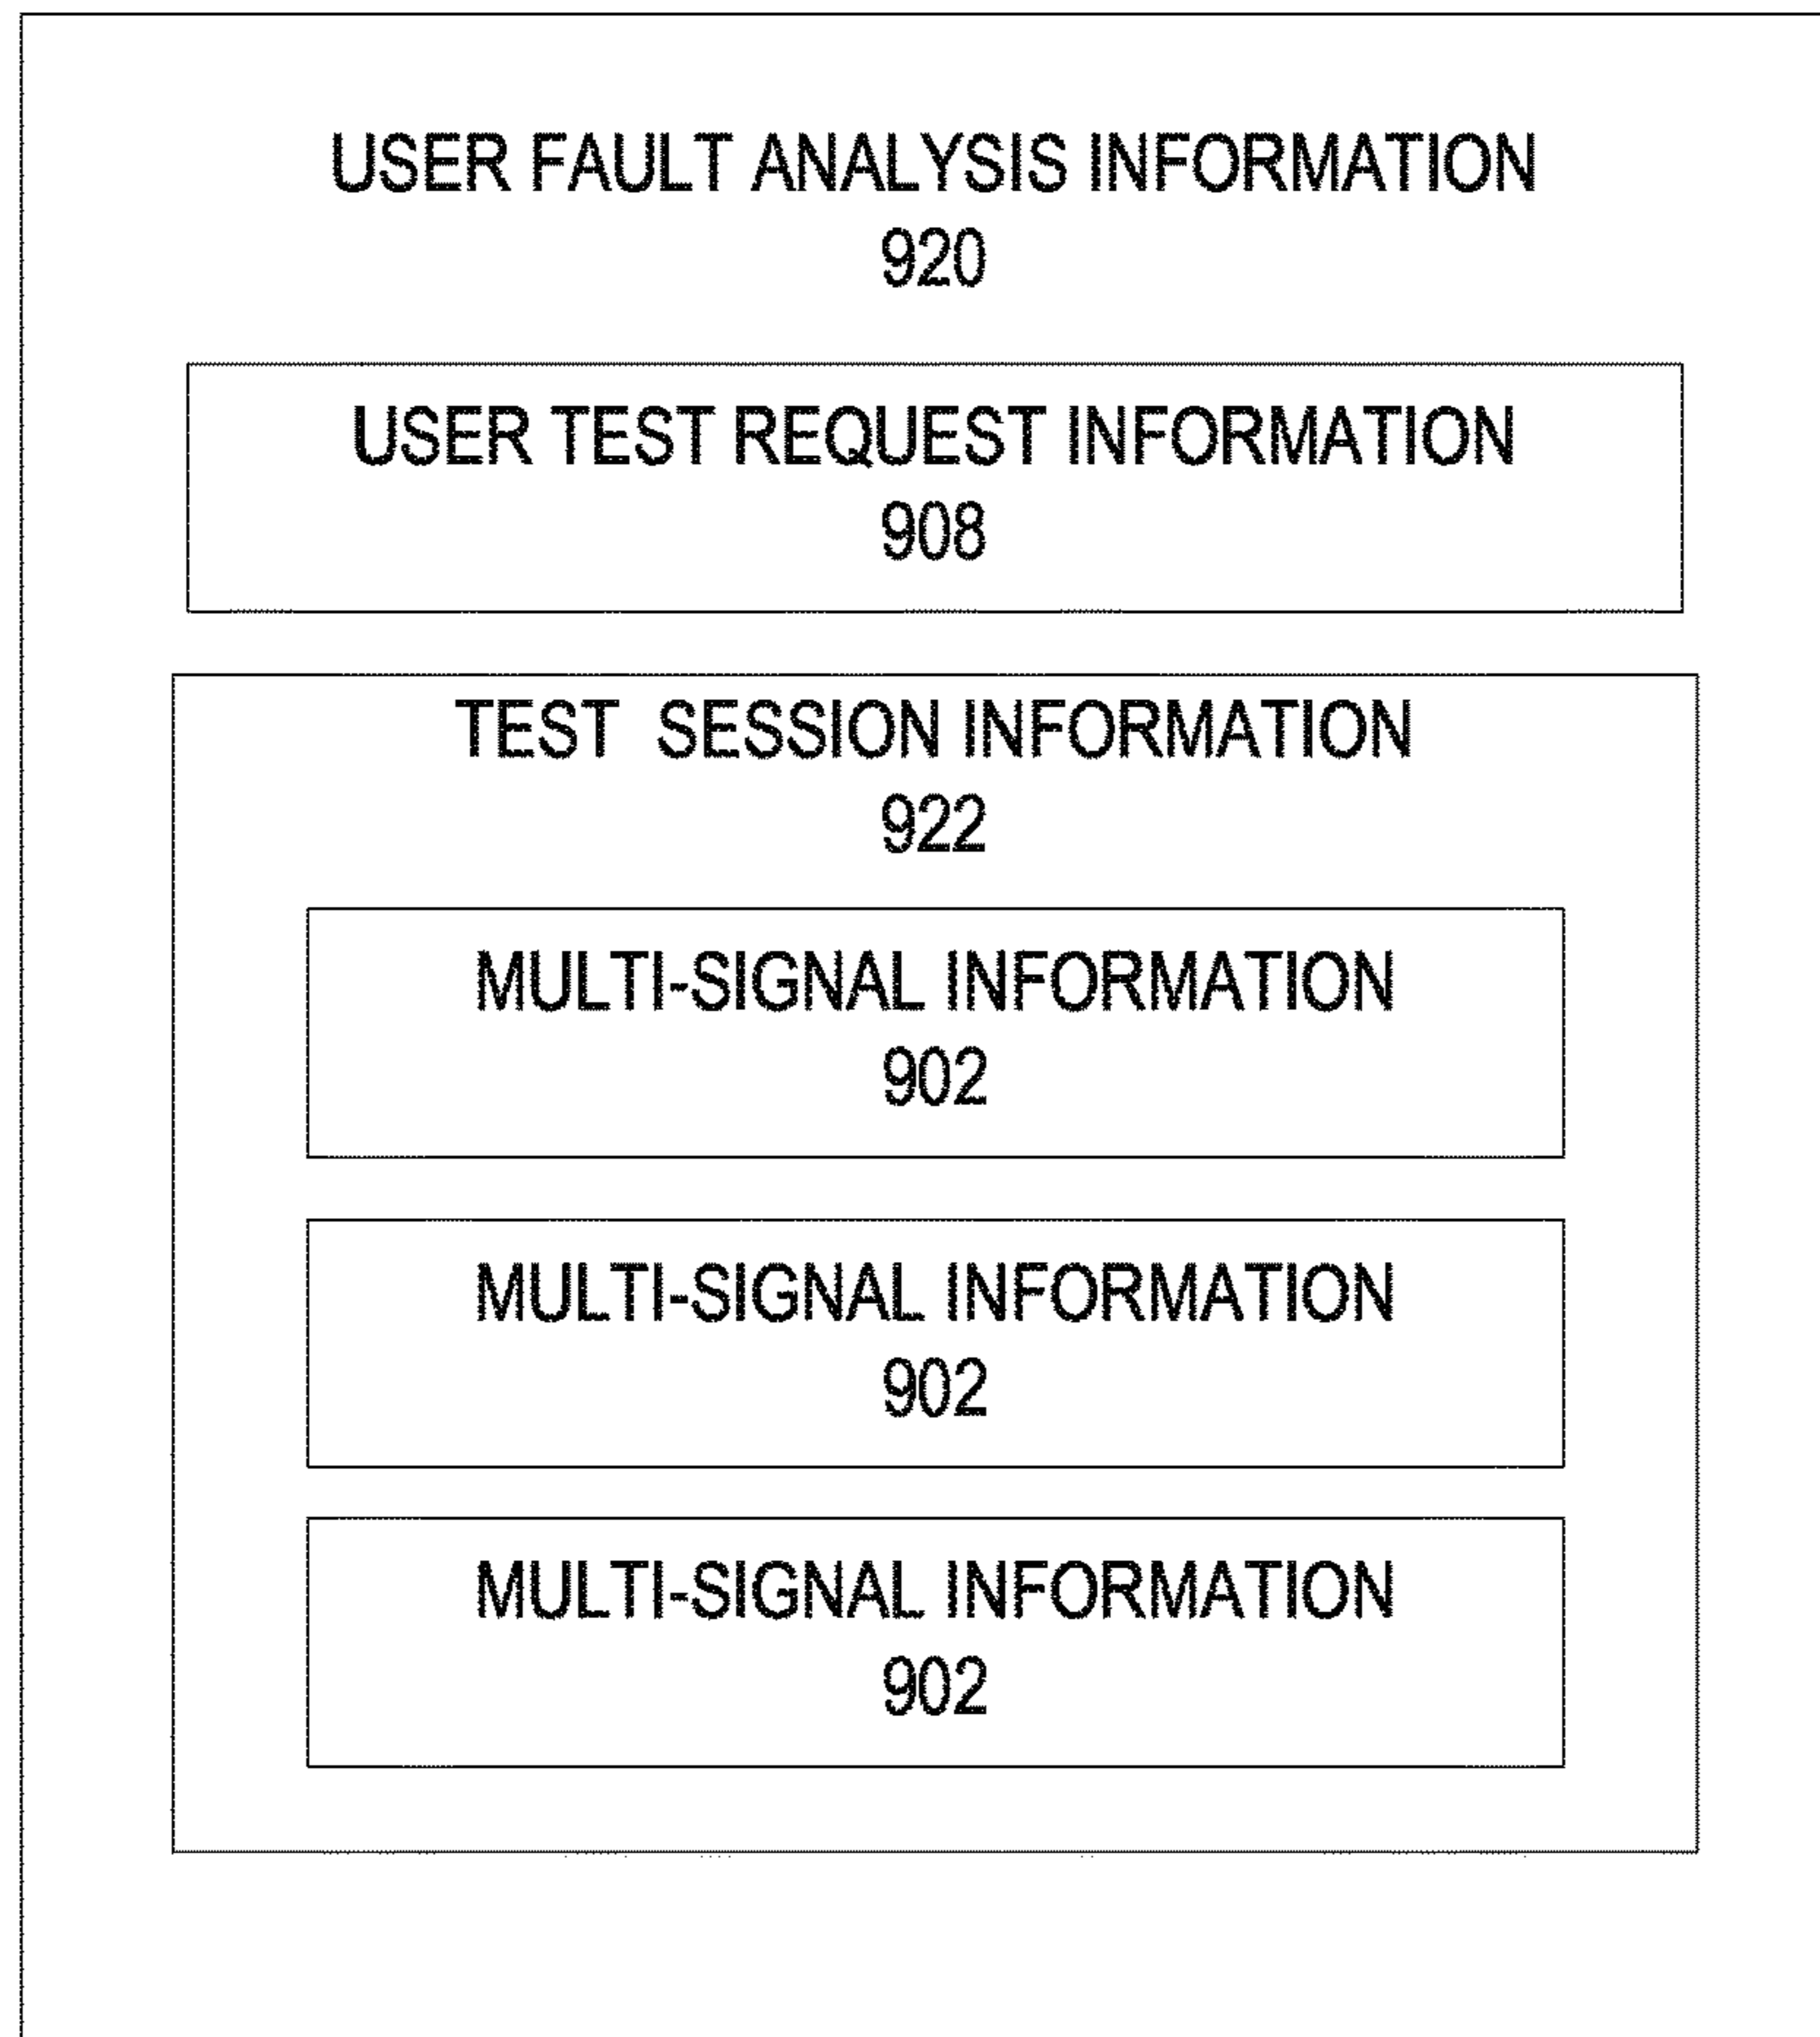 USER FAULT ANALYSIS INFORMATION
920
USER TEST REQUEST INFORMATION
908
TEST SESSION INFORMATION
922
MULTI-SIGNAL INFORMATION
902
MULTI-SIGNAL INFORMATION
902
MULTI-SIGNAL INFORMATION
902